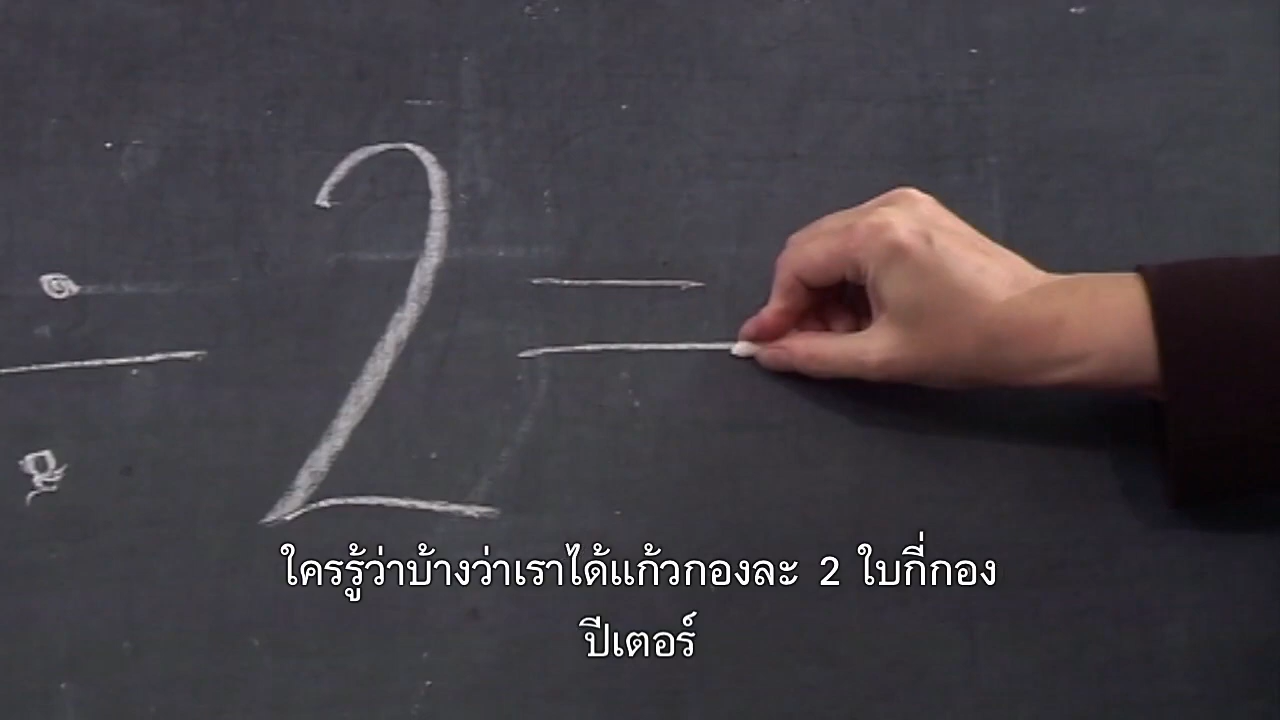 ÷ 2 =
ใครรู้ว่าบ้างว่าเราได้แก้วกองละ 2 ใบกี่กอง
ปีเตอร์